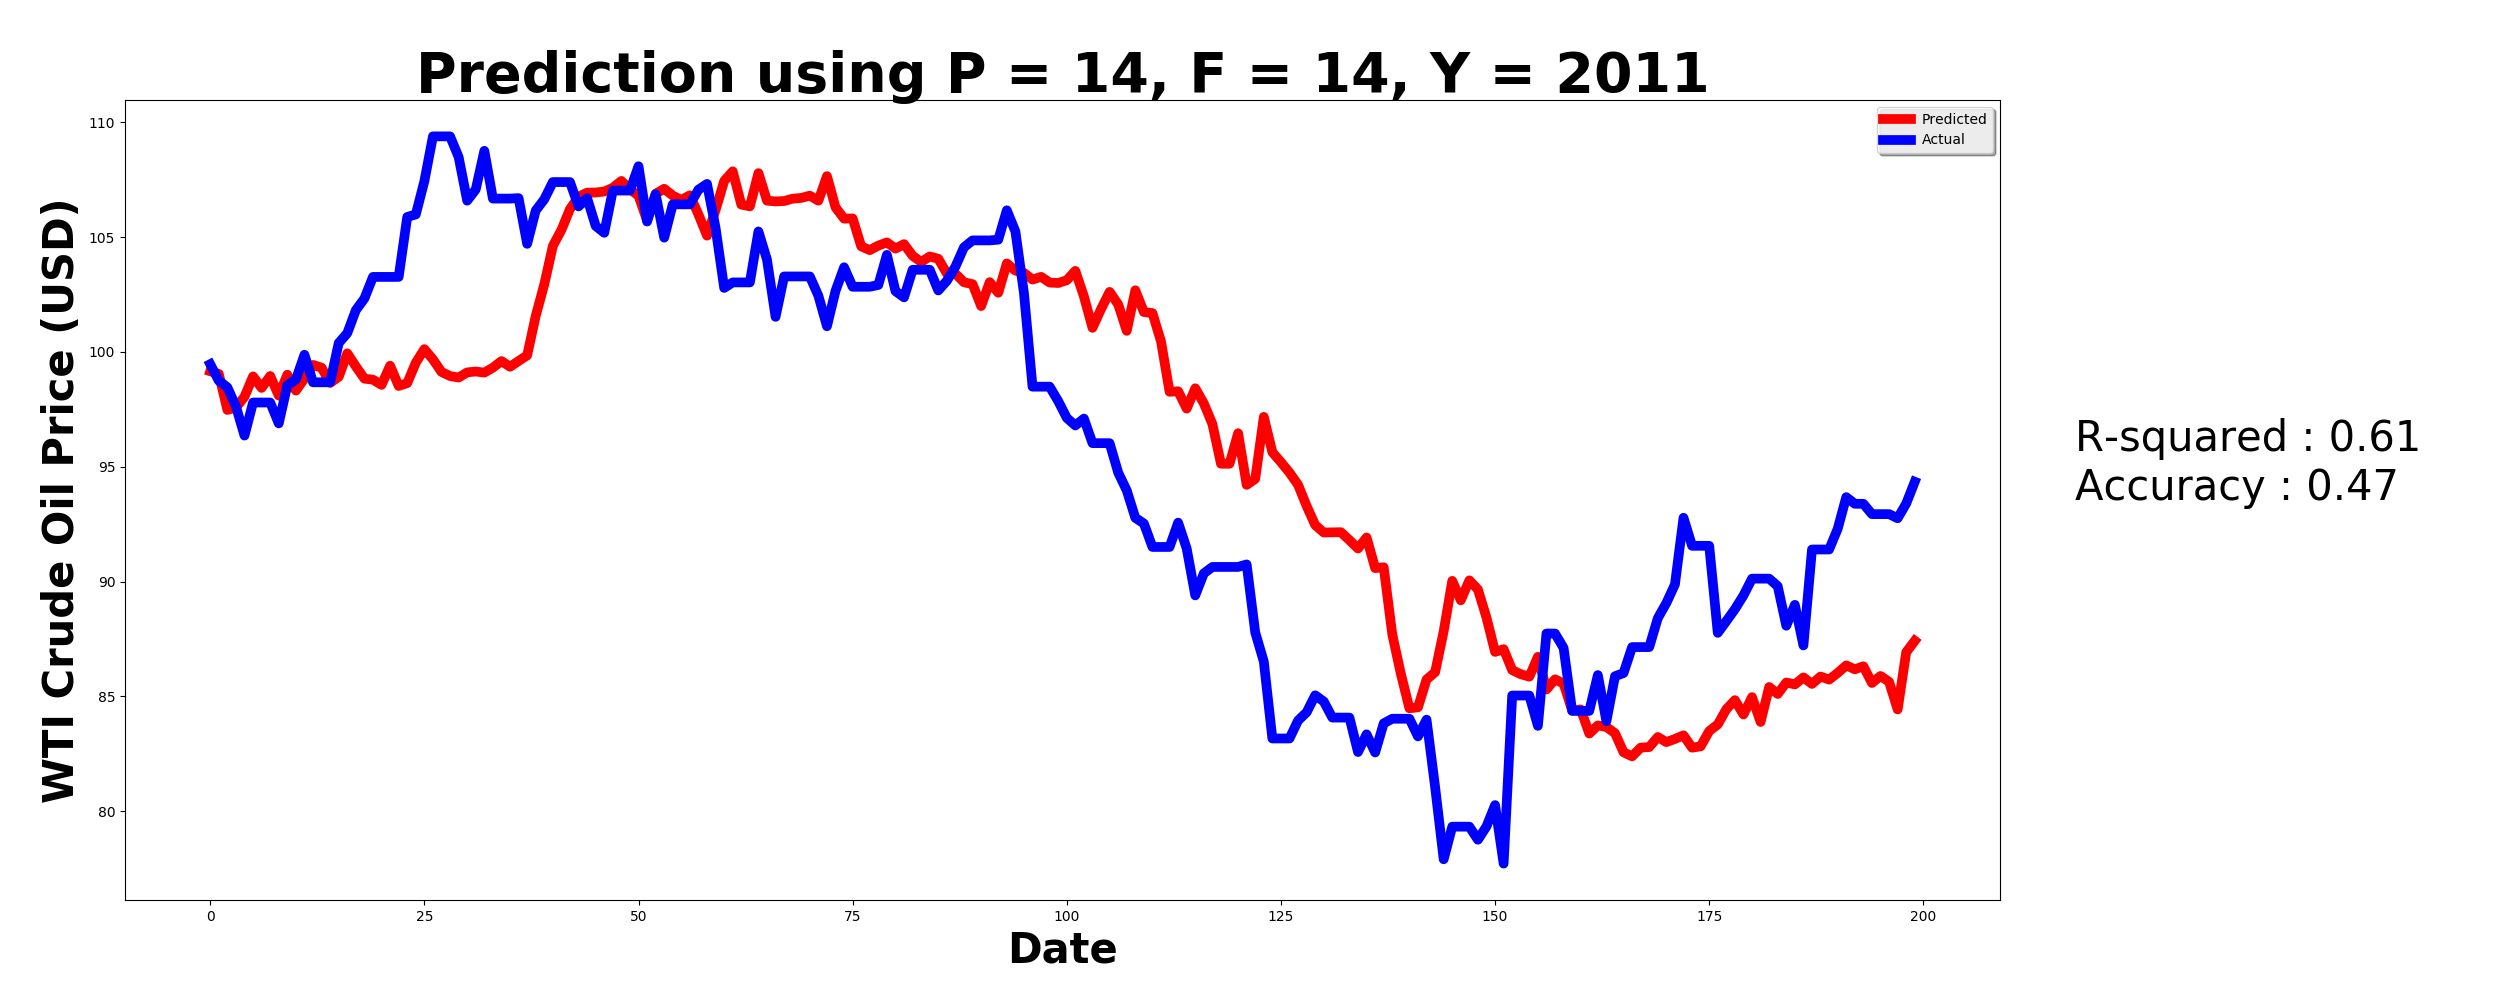 Prediction using P = 14, F = 14, Y = 2011
Predicted
Actual
WTI Crude Oil Price (USD)
110
105
100
95
90
85
80
0 25 50 75 100 125 150 175 200
Date
R-squared : 0.61
Accuracy : 0.47